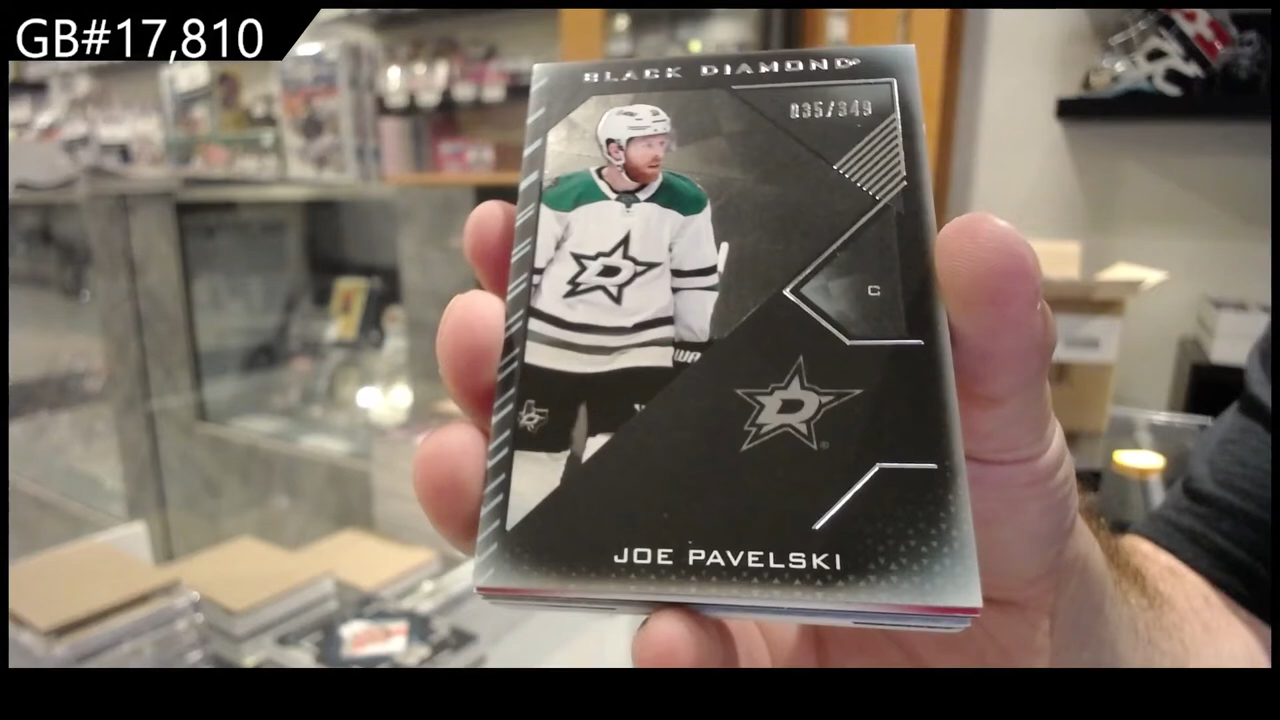 GB#17,810
BLACK DIAMOND®
035/349
C
D
D®
JOE PAVELSKI